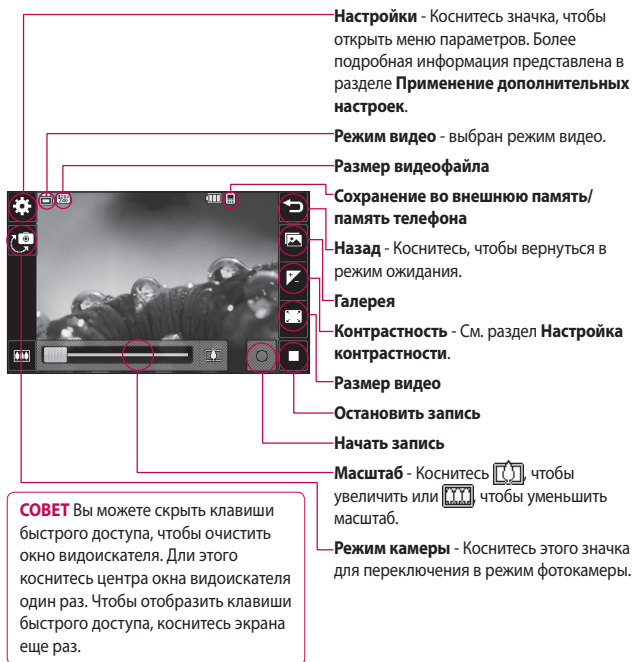 Настройки - Коснитесь значка, чтобы
открыть меню параметров. Более
подробная информация представлена в
разделе Применение дополнительных
настроек.
Режим видео - выбран режим видео.
Размер видеофайла
Сохранение во внешнюю память/
память телефона
Назад - Коснитесь, чтобы вернуться в
режим ожидания.
Галерея
Контрастность - См. раздел Настройка
контрастности.
Размер видео
Остановить запись
Начать запись
Масштаб - Коснитесь , чтобы
увеличить или , чтобы уменьшить
масштаб.
Режим камеры - Коснитесь этого значка
для переключения в режим фотокамеры.
СОВЕТ Вы можете скрыть клавиши
быстрого доступа, чтобы очистить
окно видоискателя. Дли этого
коснитесь центра окна видоискателя
один раз. Чтобы отобразить клавиши
быстрого доступа, коснитесь экрана
еще раз.